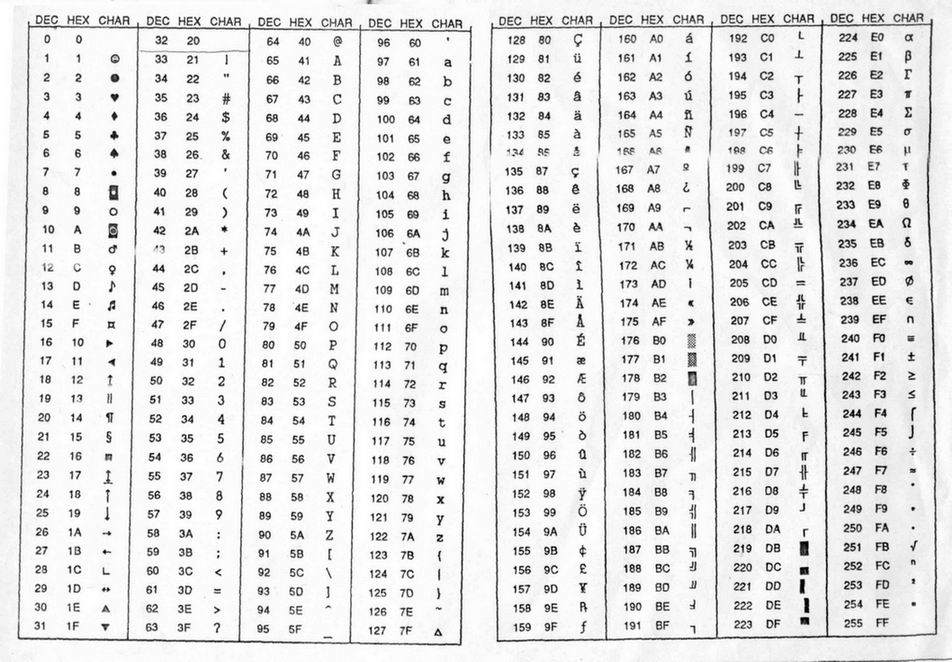 DEC HEX CHAR DEC HEX CHAR DEC HEX CHAR DEC HEX CHAR
0 0 32 20 64 40 @ 96 60 '
1 1 ☺ 33 21 ! 65 41 A 97 61 a
2 2 ☻ 34 22 " 66 42 B 98 62 b
3 3 ♥ 35 23 # 67 43 C 99 63 c
4 4 ♦ 36 24 $ 68 44 D 100 64 d
5 5 ♣ 37 25 % 69 45 E 101 65 e
6 6 ♠ 38 26 & 70 46 F 102 66 f
7 7 • 39 27 ' 71 47 G 103 67 g
8 8 ◘ 40 28 ( 72 48 H 104 68 h
9 9 ○ 41 29 ) 73 49 I 105 69 i
10 A ◙ 42 2A * 74 4A J 106 6A j
11 B ♂ 43 2B + 75 4B K 107 6B k
12 C ♀ 44 2C , 76 4C L 108 6C l
13 D ♪ 45 2D - 77 4D M 109 6D m
14 E ♫ 46 2E . 78 4E N 110 6E n
15 F ¤ 47 2F / 79 4F O 111 6F o
16 10 ► 48 30 0 80 50 P 112 70 p
17 11 ◄ 49 31 1 81 51 Q 113 71 q
18 12 ↕ 50 32 2 82 52 R 114 72 r
19 13 ‼ 51 33 3 83 53 S 115 73 s
20 14 ¶ 52 34 4 84 54 T 116 74 t
21 15 § 53 35 5 85 55 U 117 75 u
22 16 ▬ 54 36 6 86 56 V 118 76 v
23 17 ↨ 55 37 7 87 57 W 119 77 w
24 18 ↑ 56 38 8 88 58 X 120 78 x
25 19 ↓ 57 39 9 89 59 Y 121 79 y
26 1A → 58 3A : 90 5A Z 122 7A z
27 1B ← 59 3B ; 91 5B [ 123 7B {
28 1C ∟ 60 3C < 92 5C \ 124 7C |
29 1D ↔ 61 3D = 93 5D ] 125 7D }
30 1E ▲ 62 3E > 94 5E ^ 126 7E ~
31 1F ▼ 63 3F ? 95 5F _ 127 7F Δ
DEC HEX CHAR DEC HEX CHAR DEC HEX CHAR DEC HEX CHAR
128 80 Ç 160 A0 á 192 C0 └ 224 E0 α
129 81 ü 161 A1 í 193 C1 ┴ 225 E1 β
130 82 é 162 A2 ó 194 C2 ┬ 226 E2 Γ
131 83 â 163 A3 ú 195 C3 ├ 227 E3 π
132 84 ä 164 A4 ñ 196 C4 ─ 228 E4 Σ
133 85 à 165 A5 Ñ 197 C5 ┼ 229 E5 σ
134 86 å 166 A6 ª 198 C6 ╞ 230 E6 µ
135 87 ç 167 A7 º 199 C7 ╟ 231 E7 τ
136 88 ê 168 A8 ¿ 200 C8 ╚ 232 E8 Φ
137 89 ë 169 A9 ⌐ 201 C9 ╔ 233 E9 θ
138 8A è 170 AA ¬ 202 CA ╩ 234 EA Ω
139 8B ï 171 AB ½ 203 CB ╦ 235 EB δ
140 8C î 172 AC ¼ 204 CC ╠ 236 EC ∞
141 8D ì 173 AD ¡ 205 CD ═ 237 ED Ø
142 8E Ä 174 AE « 206 CE ╬ 238 EE ∈
143 8F Å 175 AF » 207 CF ╧ 239 EF ∩
144 90 É 176 B0 ░ 208 D0 ╨ 240 F0 ≡
145 91 æ 177 B1 ▒ 209 D1 ╤ 241 F1 ±
146 92 Æ 178 B2 ▓ 210 D2 ╥ 242 F2 ≥
147 93 ô 179 B3 │ 211 D3 ╙ 243 F3 ≤
148 94 ö 180 B4 ┤ 212 D4 ╘ 244 F4 ⌠
149 95 ò 181 B5 ╡ 213 D5 ╒ 245 F5 ⌡
150 96 û 182 B6 ╢ 214 D6 ╓ 246 F6 ÷
151 97 ù 183 B7 ╖ 215 D7 ╫ 247 F7 ≈
152 98 ÿ 184 B8 ╕ 216 D8 ╪ 248 F8 °
153 99 Ö 185 B9 ╣ 217 D9 ┘ 249 F9 •
154 9A Ü 186 BA ║ 218 DA ┌ 250 FA ·
155 9B ¢ 187 BB ╗ 219 DB █ 251 FB √
156 9C £ 188 BC ╝ 220 DC ▄ 252 FC ⁿ
157 9D ¥ 189 BD ╜ 221 DD ▌ 253 FD ²
158 9E ₧ 190 BE ╛ 222 DE ▐ 254 FE ▪
159 9F ƒ 191 BF ┐ 223 DF ▀ 255 FF